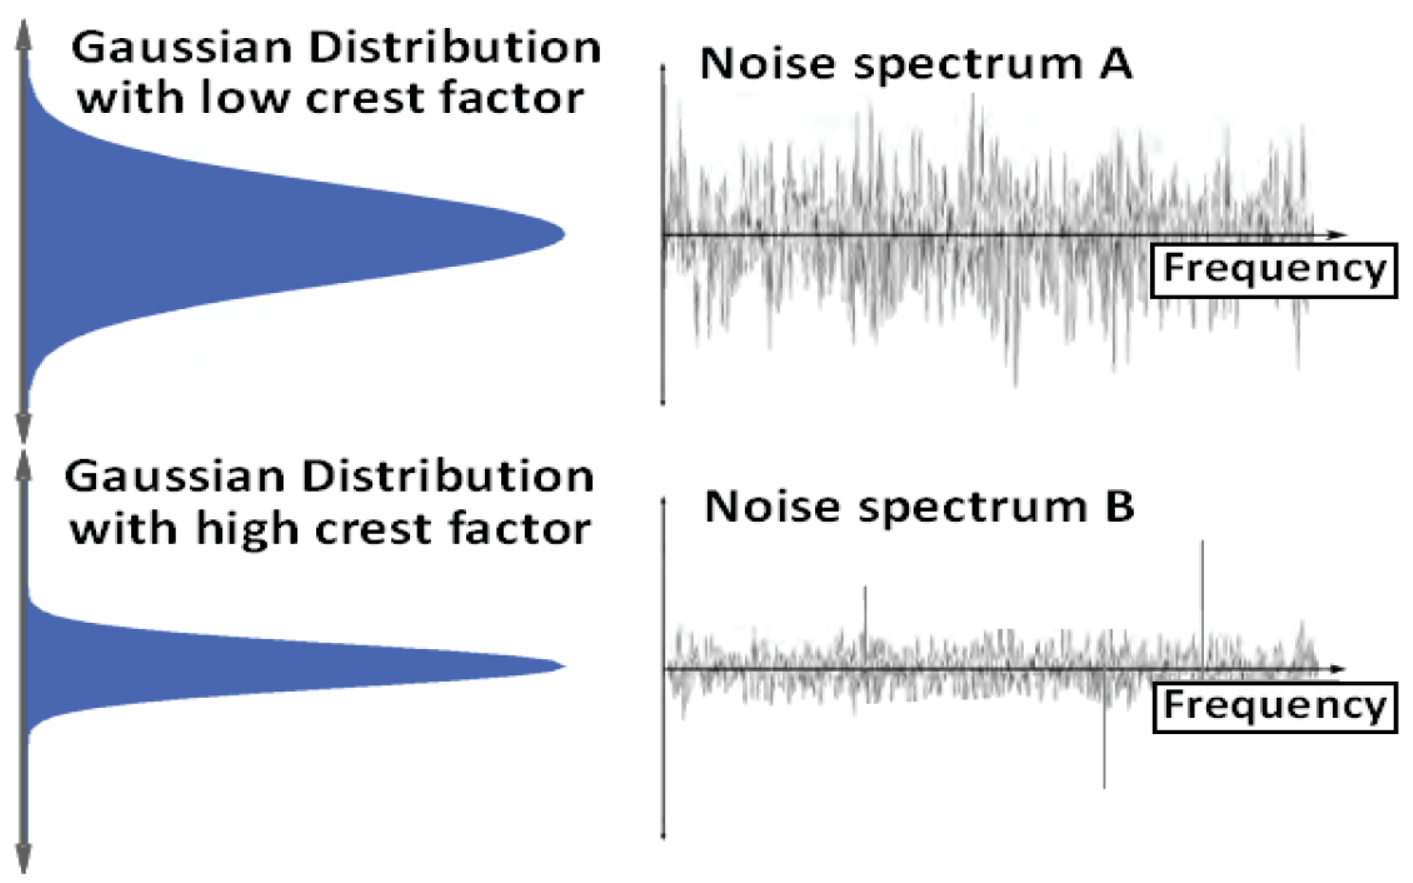 Gaussian Distribution
with low crest factor
Noise spectrum A
Frequency
Gaussian Distribution
with high crest factor
Noise spectrum B
Frequency